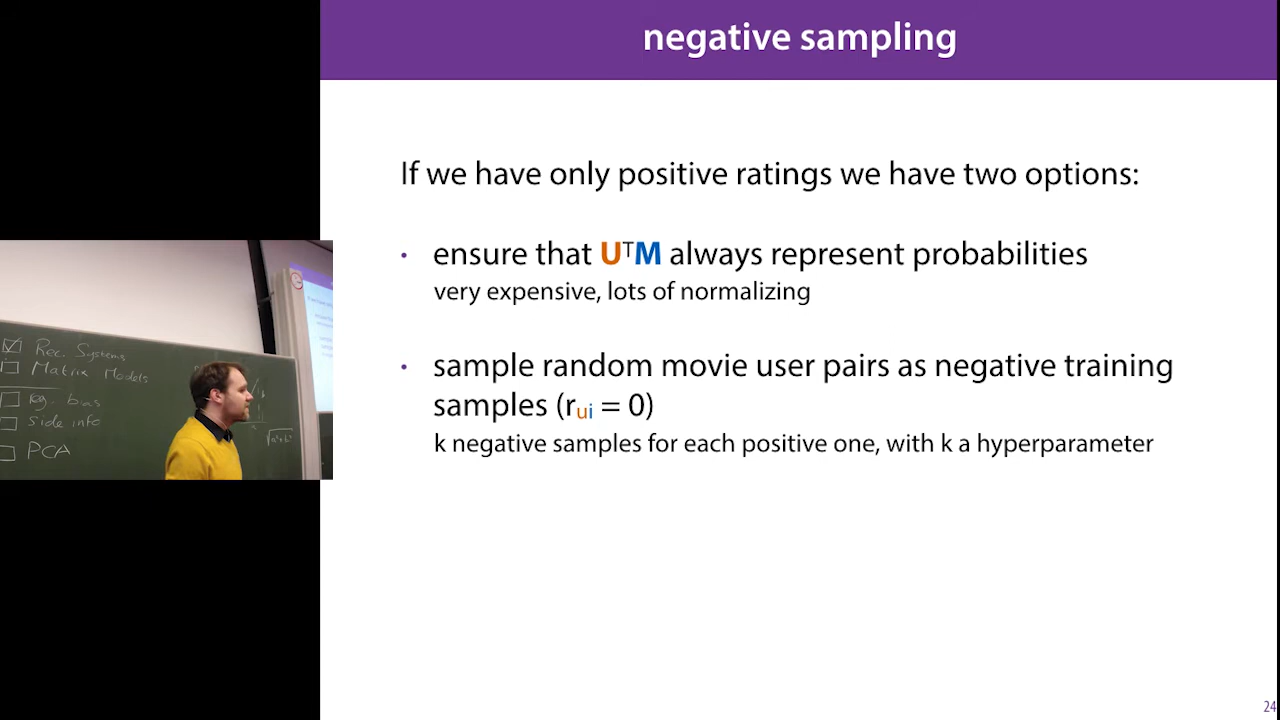 negative sampling
If we have only positive ratings we have two options:
• ensure that UᵀM always represent probabilities
very expensive, lots of normalizing
• sample random movie user pairs as negative training
samples (rui = 0)
k negative samples for each positive one, with k a hyperparameter
24
Rec. Systems
Matrix Models
side info
PCA